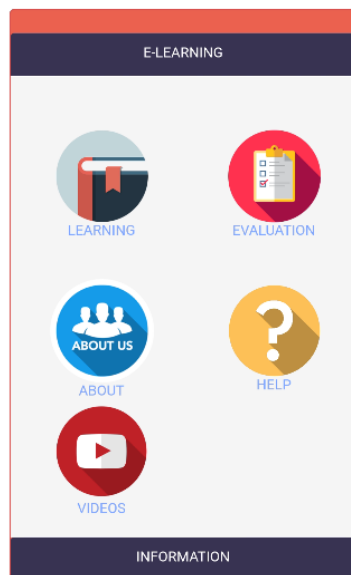 E-LEARNING
LEARNING
EVALUATION
ABOUT US
ABOUT
HELP
VIDEOS
INFORMATION